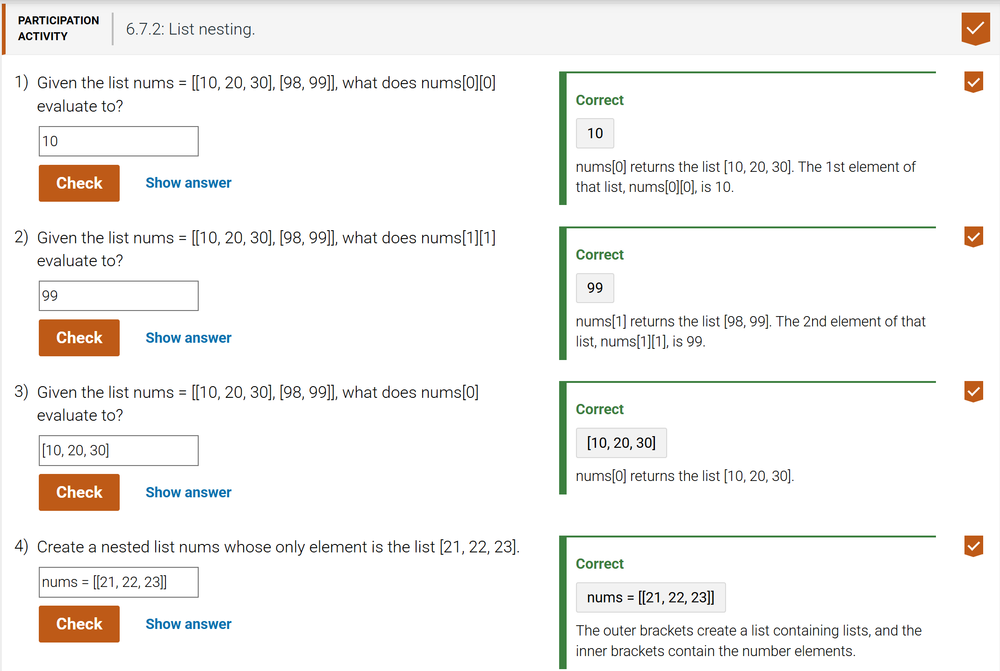 PARTICIPATION
ACTIVITY
6.7.2: List nesting.
1) Given the list nums = [[10, 20, 30], [98, 99]], what does nums[0][0]
evaluate to?
10
Check Show answer
Correct
10
nums[0] returns the list [10, 20, 30]. The 1st element of
that list, nums[0][0], is 10.
2) Given the list nums = [[10, 20, 30], [98, 99]], what does nums[1][1]
evaluate to?
99
Check Show answer
Correct
99
nums[1] returns the list [98, 99]. The 2nd element of that
list, nums[1][1], is 99.
3) Given the list nums = [[10, 20, 30], [98, 99]], what does nums[0]
evaluate to?
[10, 20, 30]
Check Show answer
Correct
[10, 20, 30]
nums[0] returns the list [10, 20, 30].
4) Create a nested list nums whose only element is the list [21, 22, 23].
nums = [[21, 22, 23]]
Check Show answer
Correct
nums = [[21, 22, 23]]
The outer brackets create a list containing lists, and the
inner brackets contain the number elements.